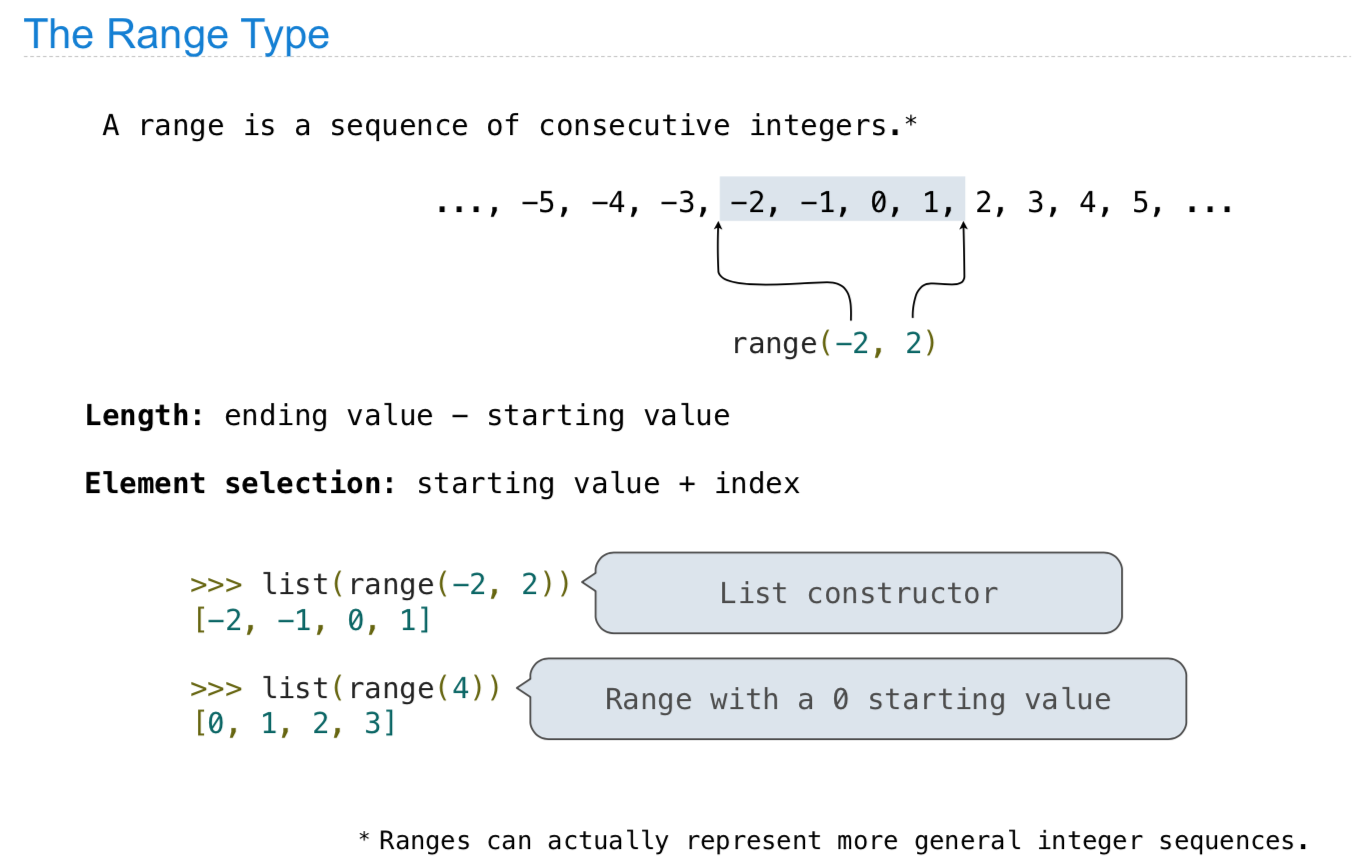 The Range Type
A range is a sequence of consecutive integers.*
..., −5, −4, −3, −2, −1, 0, 1, 2, 3, 4, 5, ...
range(−2, 2)
Length: ending value − starting value
Element selection: starting value + index
>>> list(range(−2, 2))
List constructor
[−2, −1, 0, 1]
>>> list(range(4))
Range with a 0 starting value
[0, 1, 2, 3]
* Ranges can actually represent more general integer sequences.